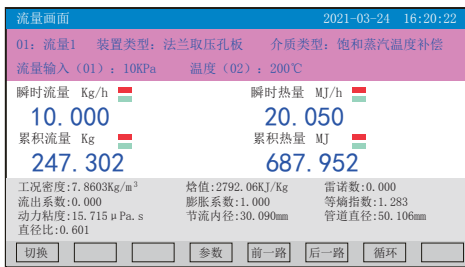 流量画面 2021-03-24 16:20:22
01: 流量1 装置类型: 法兰取压孔板 介质类型: 饱和蒸汽温度补偿
流量输入(01): 10KPa 温度(02): 200℃
瞬时流量 Kg/h 瞬时热量 MJ/h
10.000 20.050
累积流量 Kg 累积热量 MJ
247.302 687.952
工况密度:7.8603Kg/m³ 焓值:2792.06KJ/Kg 雷诺数:0.000
流出系数:0.000 膨胀系数:1.000 等熵指数:1.283
动力粘度:15.715μPa.s 节流内径:30.090mm 管道直径:50.106mm
直径比:0.601
切换 参数 前一路 后一路 循环